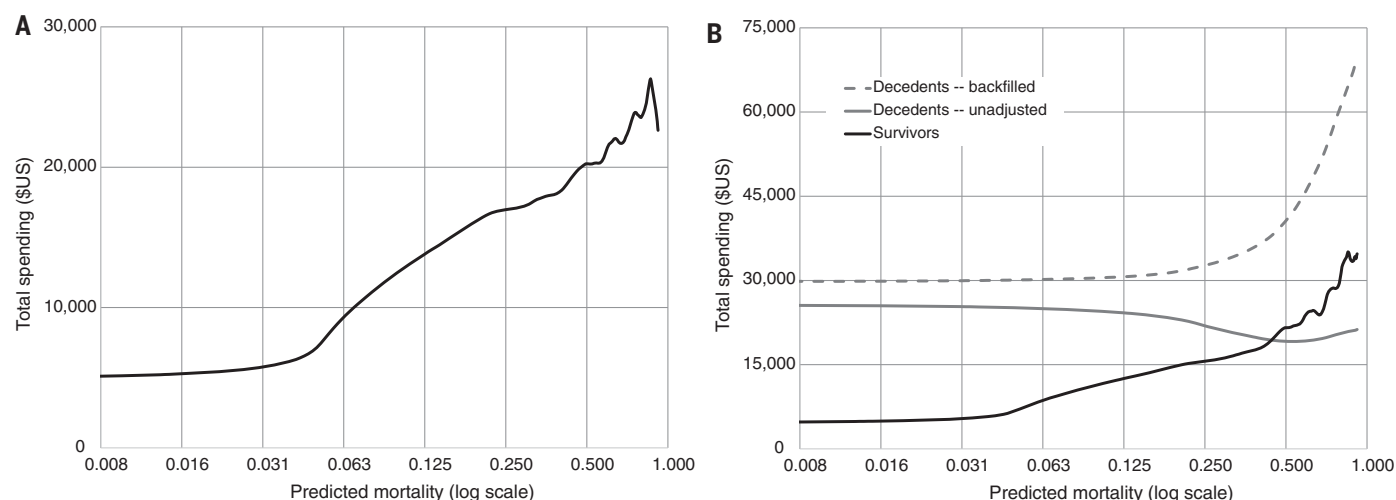 A
30,000
20,000
10,000
0
Total spending ($US)
0.008 0.016 0.031 0.063 0.125 0.250 0.500 1.000
Predicted mortality (log scale)
B
75,000
60,000
45,000
30,000
15,000
0
Total spending ($US)
Decedents -- backfilled
Decedents -- unadjusted
Survivors
0.008 0.016 0.031 0.063 0.125 0.250 0.500 1.000
Predicted mortality (log scale)